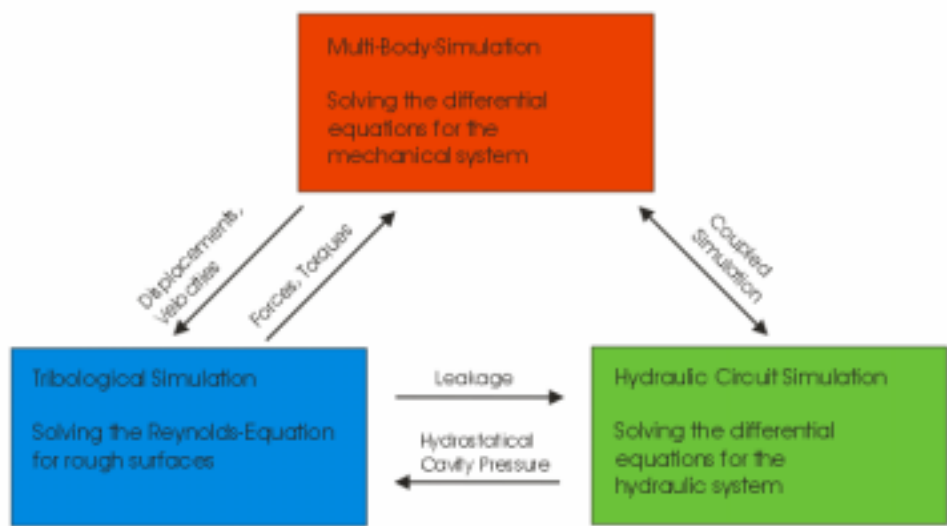 Multi-Body-Simulation
Solving the differential
equations for the
mechanical system
Displacements,
Velocities
Forces, Torques
Coupled
Simulation
Tribological Simulation
Solving the Reynolds-Equation
for rough surfaces
Leakage
Hydrostatical
Cavity Pressure
Hydraulic Circuit Simulation
Solving the differential
equations for the
hydraulic system